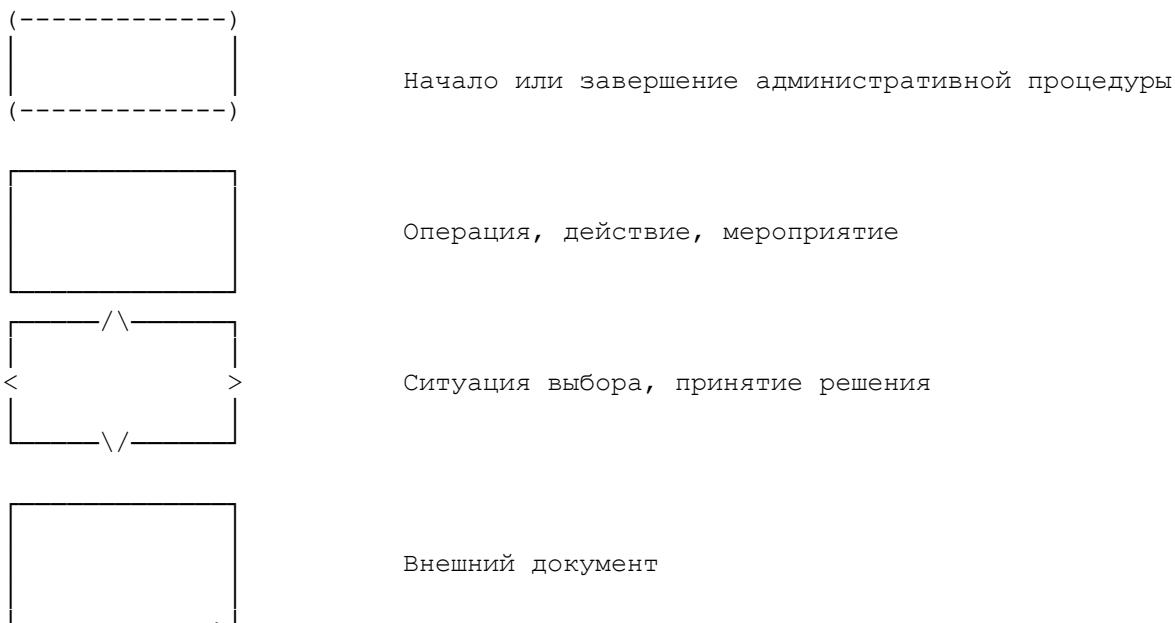 Начало или завершение административной процедуры
Операция, действие, мероприятие
Ситуация выбора, принятие решения
Внешний документ